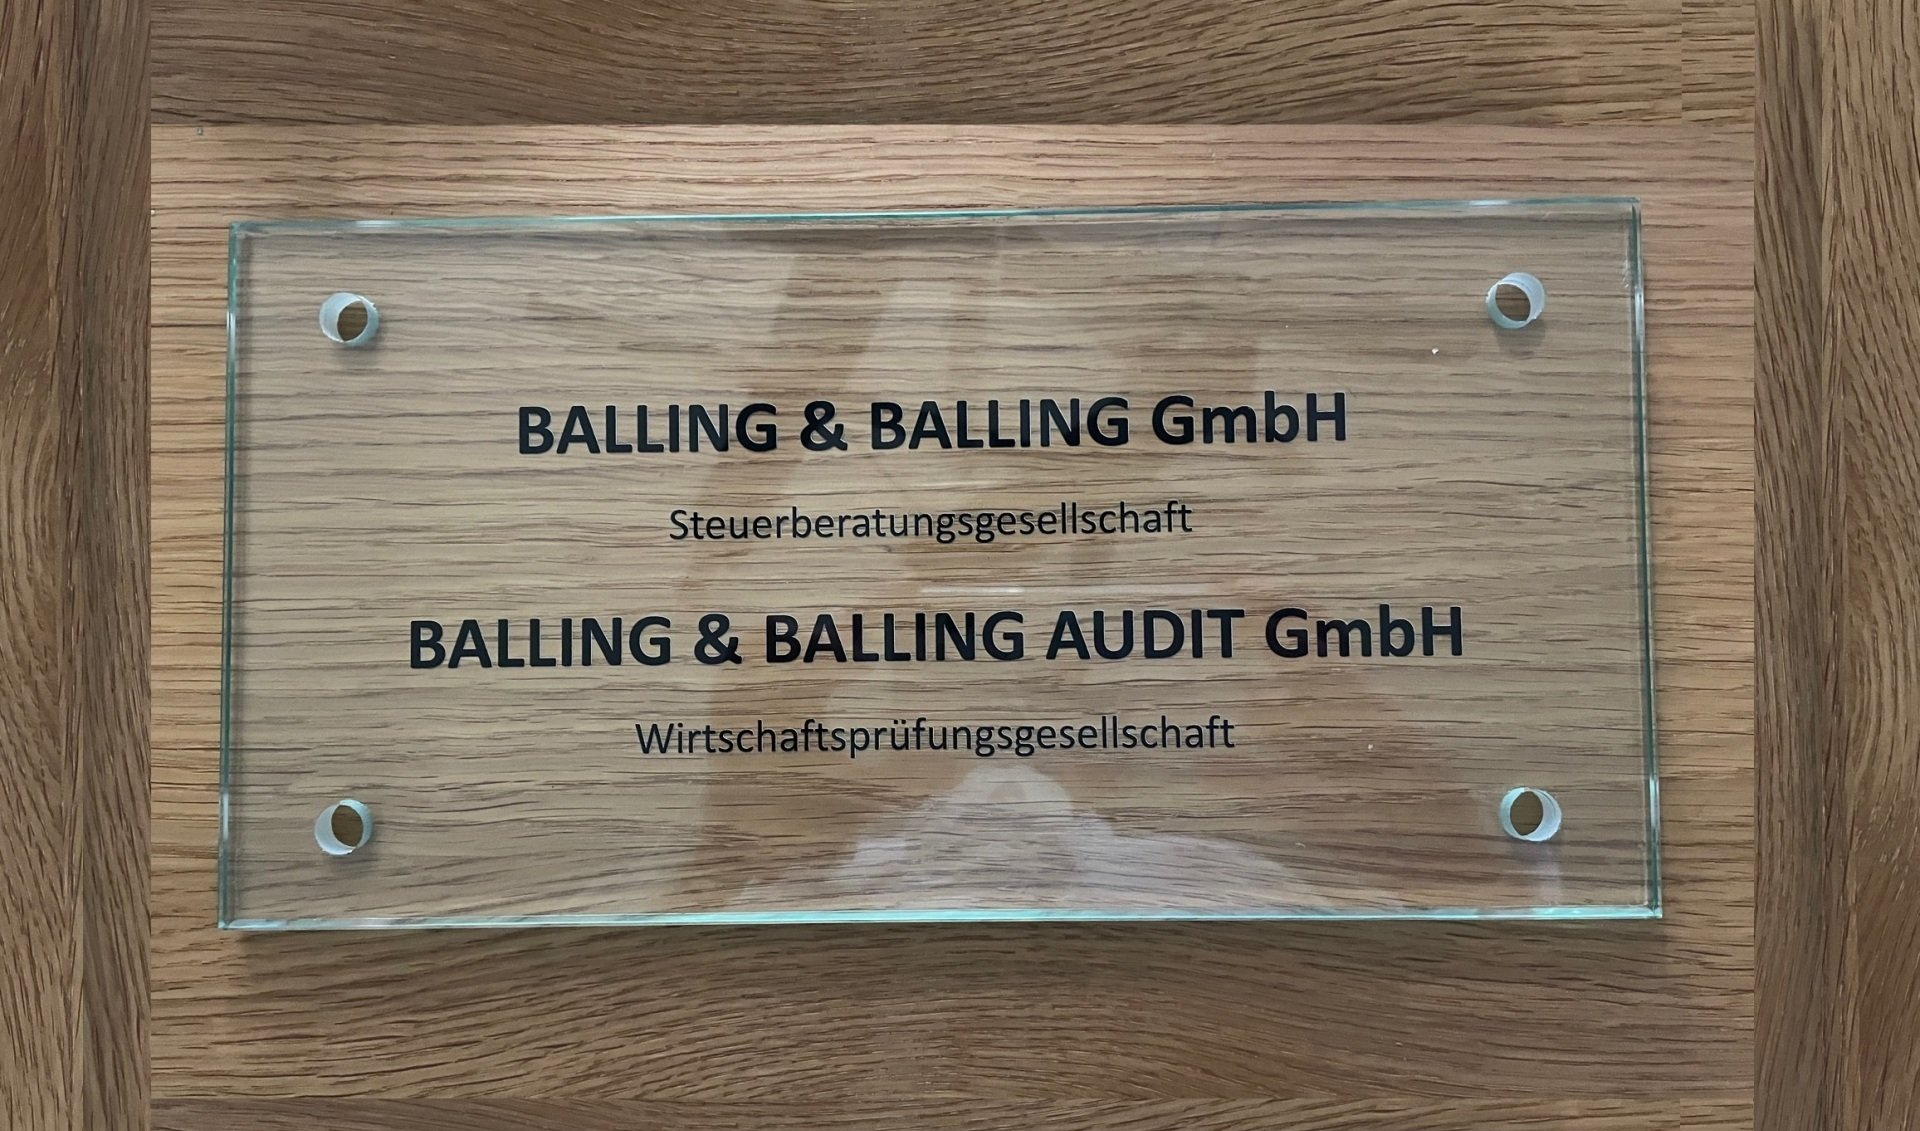 BALLING & BALLING GmbH
Steuerberatungsgesellschaft
BALLING & BALLING AUDIT GmbH
Wirtschaftsprüfungsgesellschaft